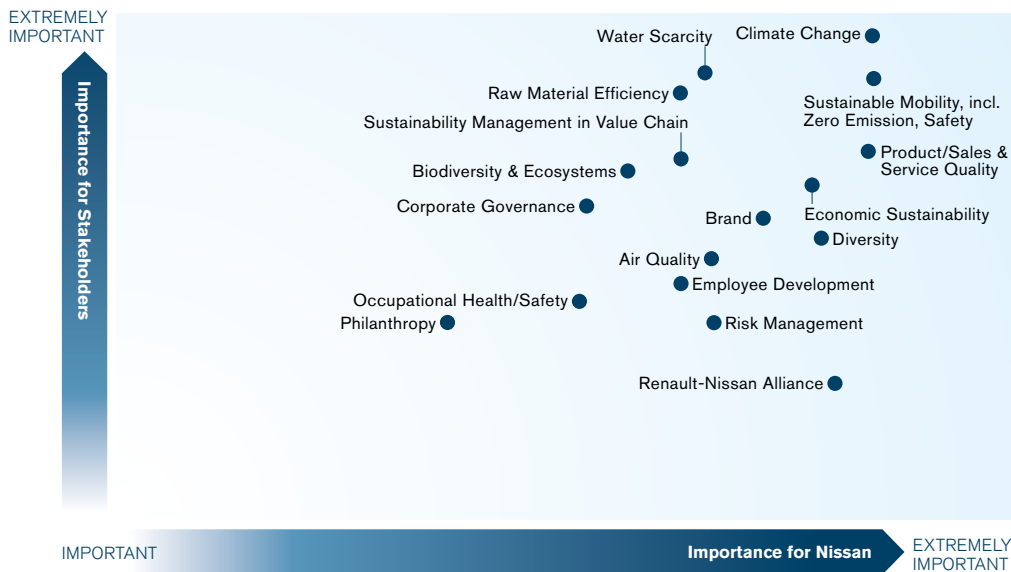 EXTREMELY
IMPORTANT
Importance for Stakeholders
Water Scarcity
Climate Change
Raw Material Efficiency
Sustainable Mobility, incl.
Zero Emission, Safety
Sustainability Management in Value Chain
Product/Sales &
Service Quality
Biodiversity & Ecosystems
Corporate Governance
Economic Sustainability
Brand
Diversity
Air Quality
Employee Development
Occupational Health/Safety
Philanthropy
Risk Management
Renault-Nissan Alliance
IMPORTANT
Importance for Nissan
EXTREMELY
IMPORTANT